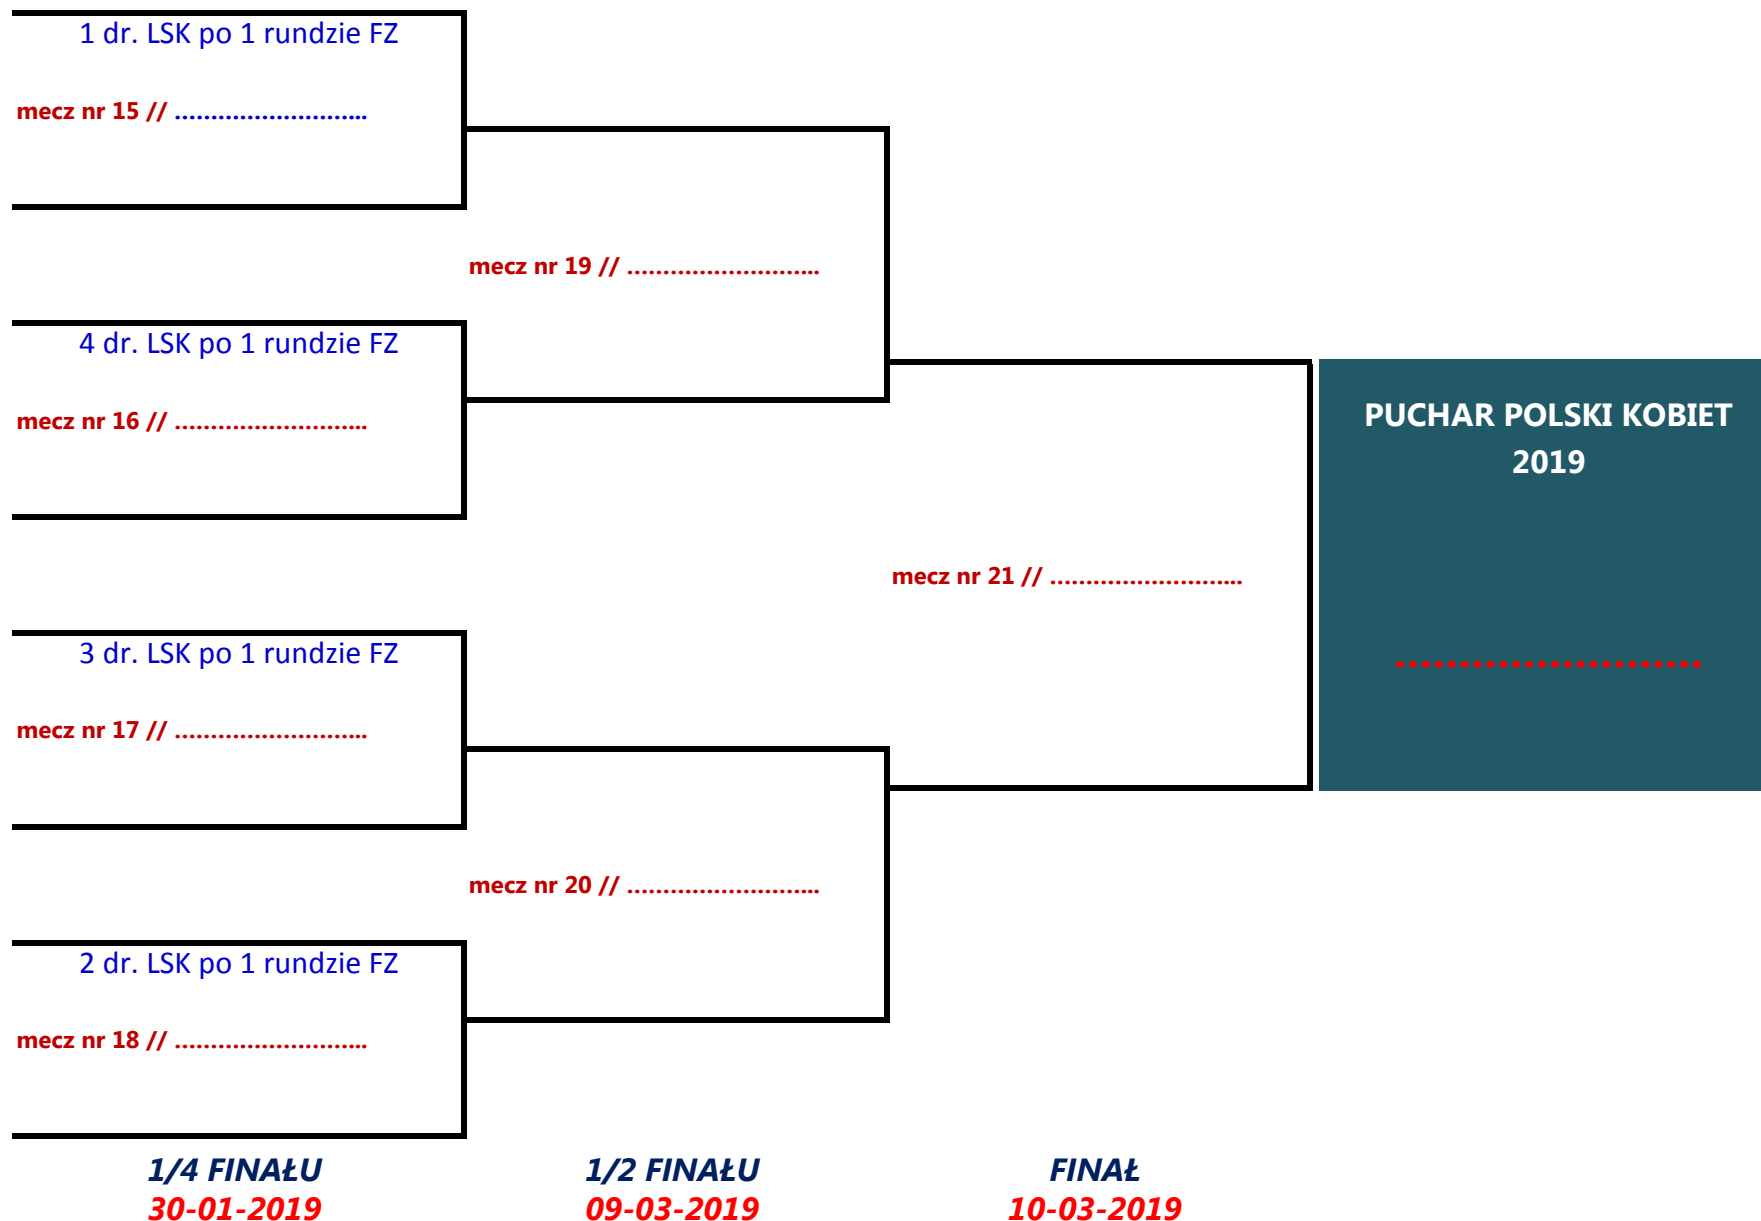 1 dr. LSK po 1 rundzie FZ
mecz nr 15 // ………………………
mecz nr 19 // ………………………
4 dr. LSK po 1 rundzie FZ
mecz nr 16 // ………………………
PUCHAR POLSKI KOBIET
2019
mecz nr 21 // ………………………
3 dr. LSK po 1 rundzie FZ
……………………
mecz nr 17 // ………………………
mecz nr 20 // ………………………
2 dr. LSK po 1 rundzie FZ
mecz nr 18 // ………………………
1/4 FINAŁU
30-01-2019
1/2 FINAŁU
09-03-2019
FINAŁ
10-03-2019